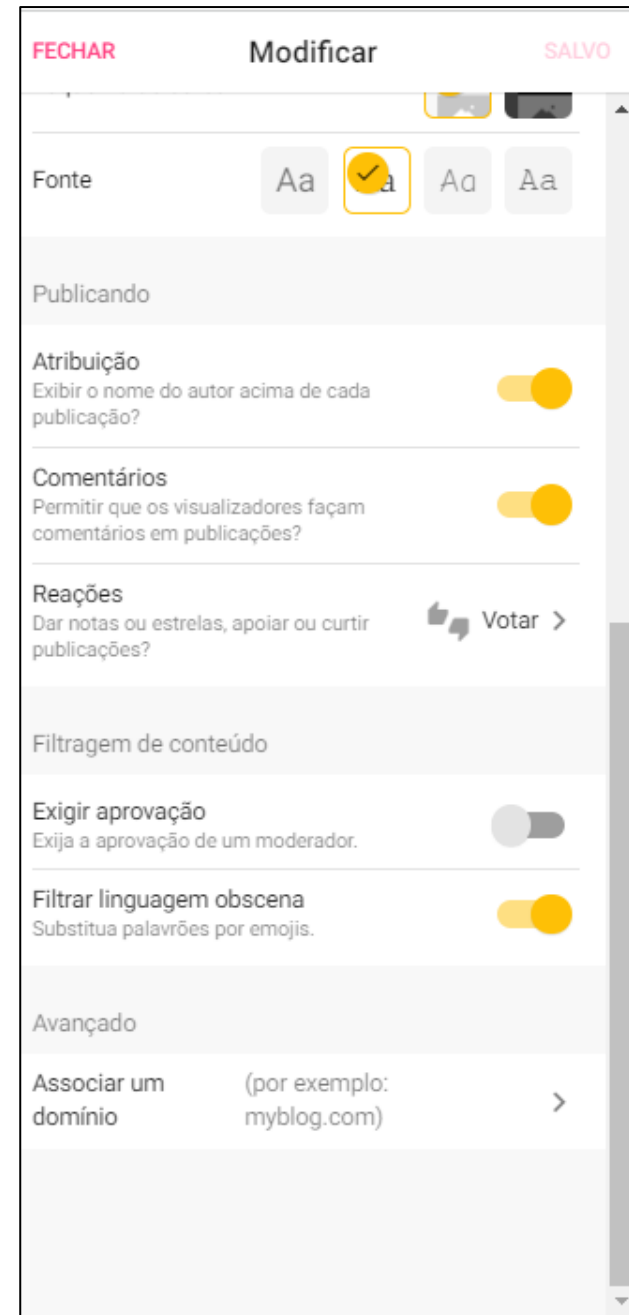 FECHAR Modificar SALVO
Fonte Aa a Aa Aa
Publicando
Atribuição
Exibir o nome do autor acima de cada
publicação?
Comentários
Permitir que os visualizadores façam
comentários em publicações?
Reações
Dar notas ou estrelas, apoiar ou curtir
publicações?
Votar
Filtragem de conteúdo
Exigir aprovação
Exija a aprovação de um moderador.
Filtrar linguagem obscena
Substitua palavrões por emojis.
Avançado
Associar um
domínio
(por exemplo:
myblog.com)